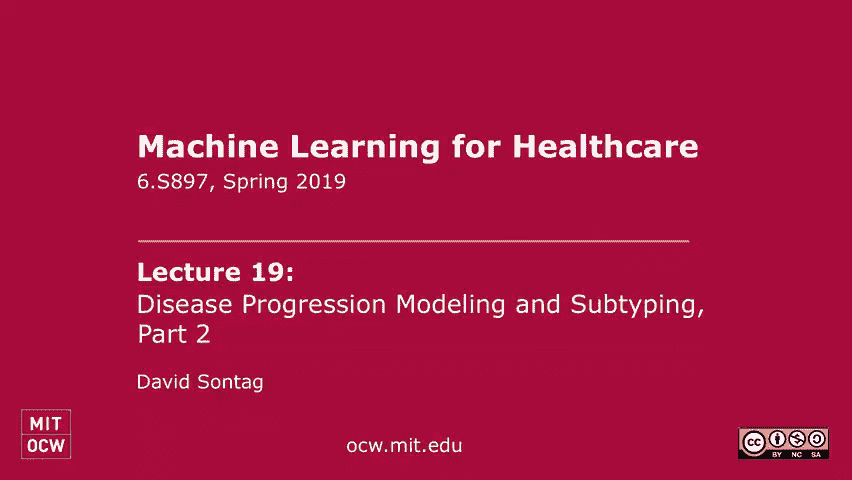 Machine Learning for Healthcare
6.S897, Spring 2019
Lecture 19:
Disease Progression Modeling and Subtyping,
Part 2
David Sontag
MIT
OCW
ocw.mit.edu
cc
BY NC SA